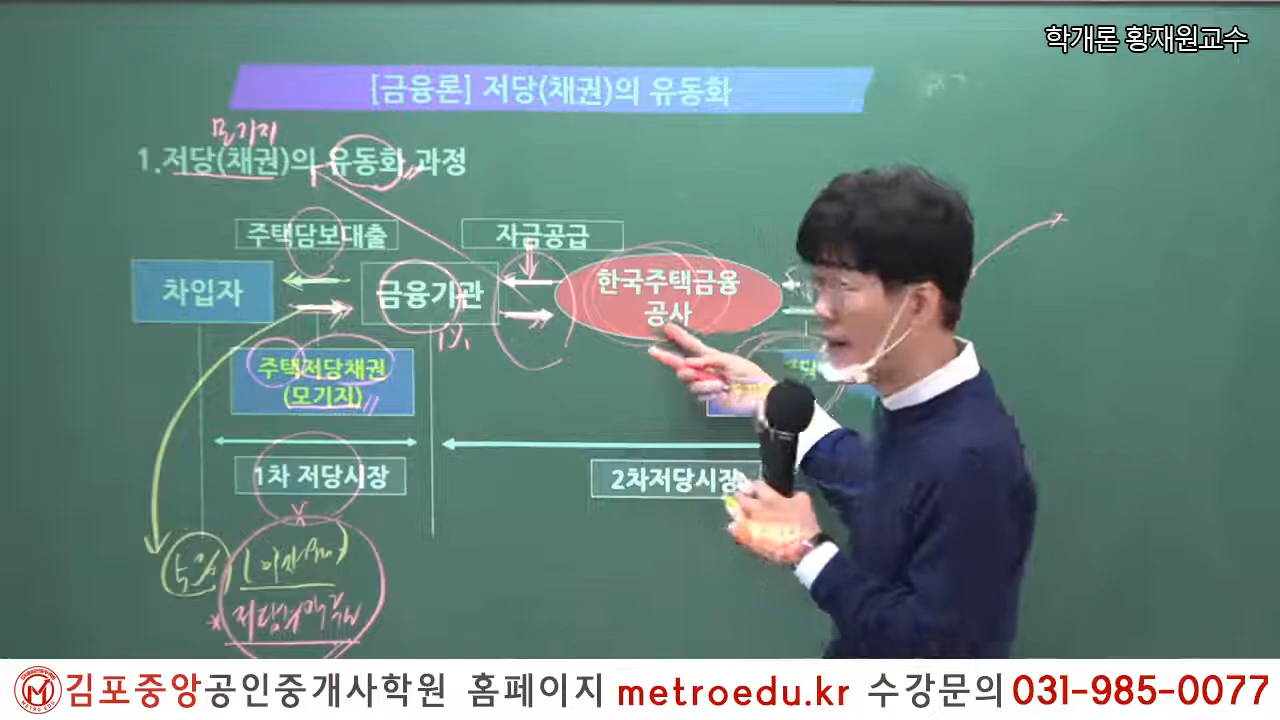 학개론 황재원교수
[금융론] 저당(채권)의 유동화
모기지
1.저당(채권)의 유동화 과정
주택담보대출
자금공급
차입자
금융기관
한국주택금융
공사
1%
주택저당채권
(모기지)
1차 저당시장
2차저당시장
5%
METRO EDU
김포중앙공인중개사학원 홈페이지 metroedu.kr 수강문의 031-985-0077